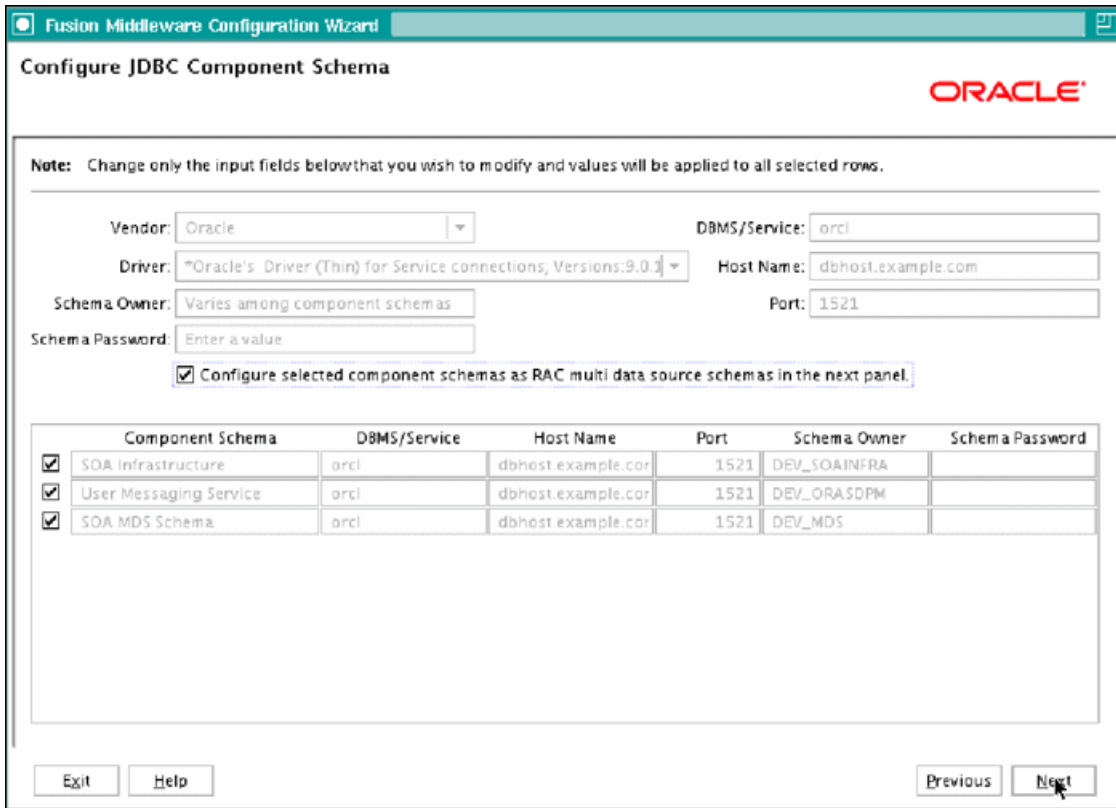 Fusion Middleware Configuration Wizard
Configure JDBC Component Schema
ORACLE
Note: Change only the input fields below that you wish to modify and values will be applied to all selected rows.
Vendor: Oracle DBMS/Service: orcl
Driver: *Oracle's Driver (Thin) for Service connections; Versions:9.0.1 Host Name: dbhost.example.com
Schema Owner: Varies among component schemas Port: 1521
Schema Password: Enter a value
Configure selected component schemas as RAC multi data source schemas in the next panel.
Component Schema DBMS/Service Host Name Port Schema Owner Schema Password
SOA Infrastructure orcl dbhost.example.cor 1521 DEV_SOAINFRA
User Messaging Service orcl dbhost.example.cor 1521 DEV_ORASDPM
SOA MDS Schema orcl dbhost.example.cor 1521 DEV_MDS
Exit Help Previous Next